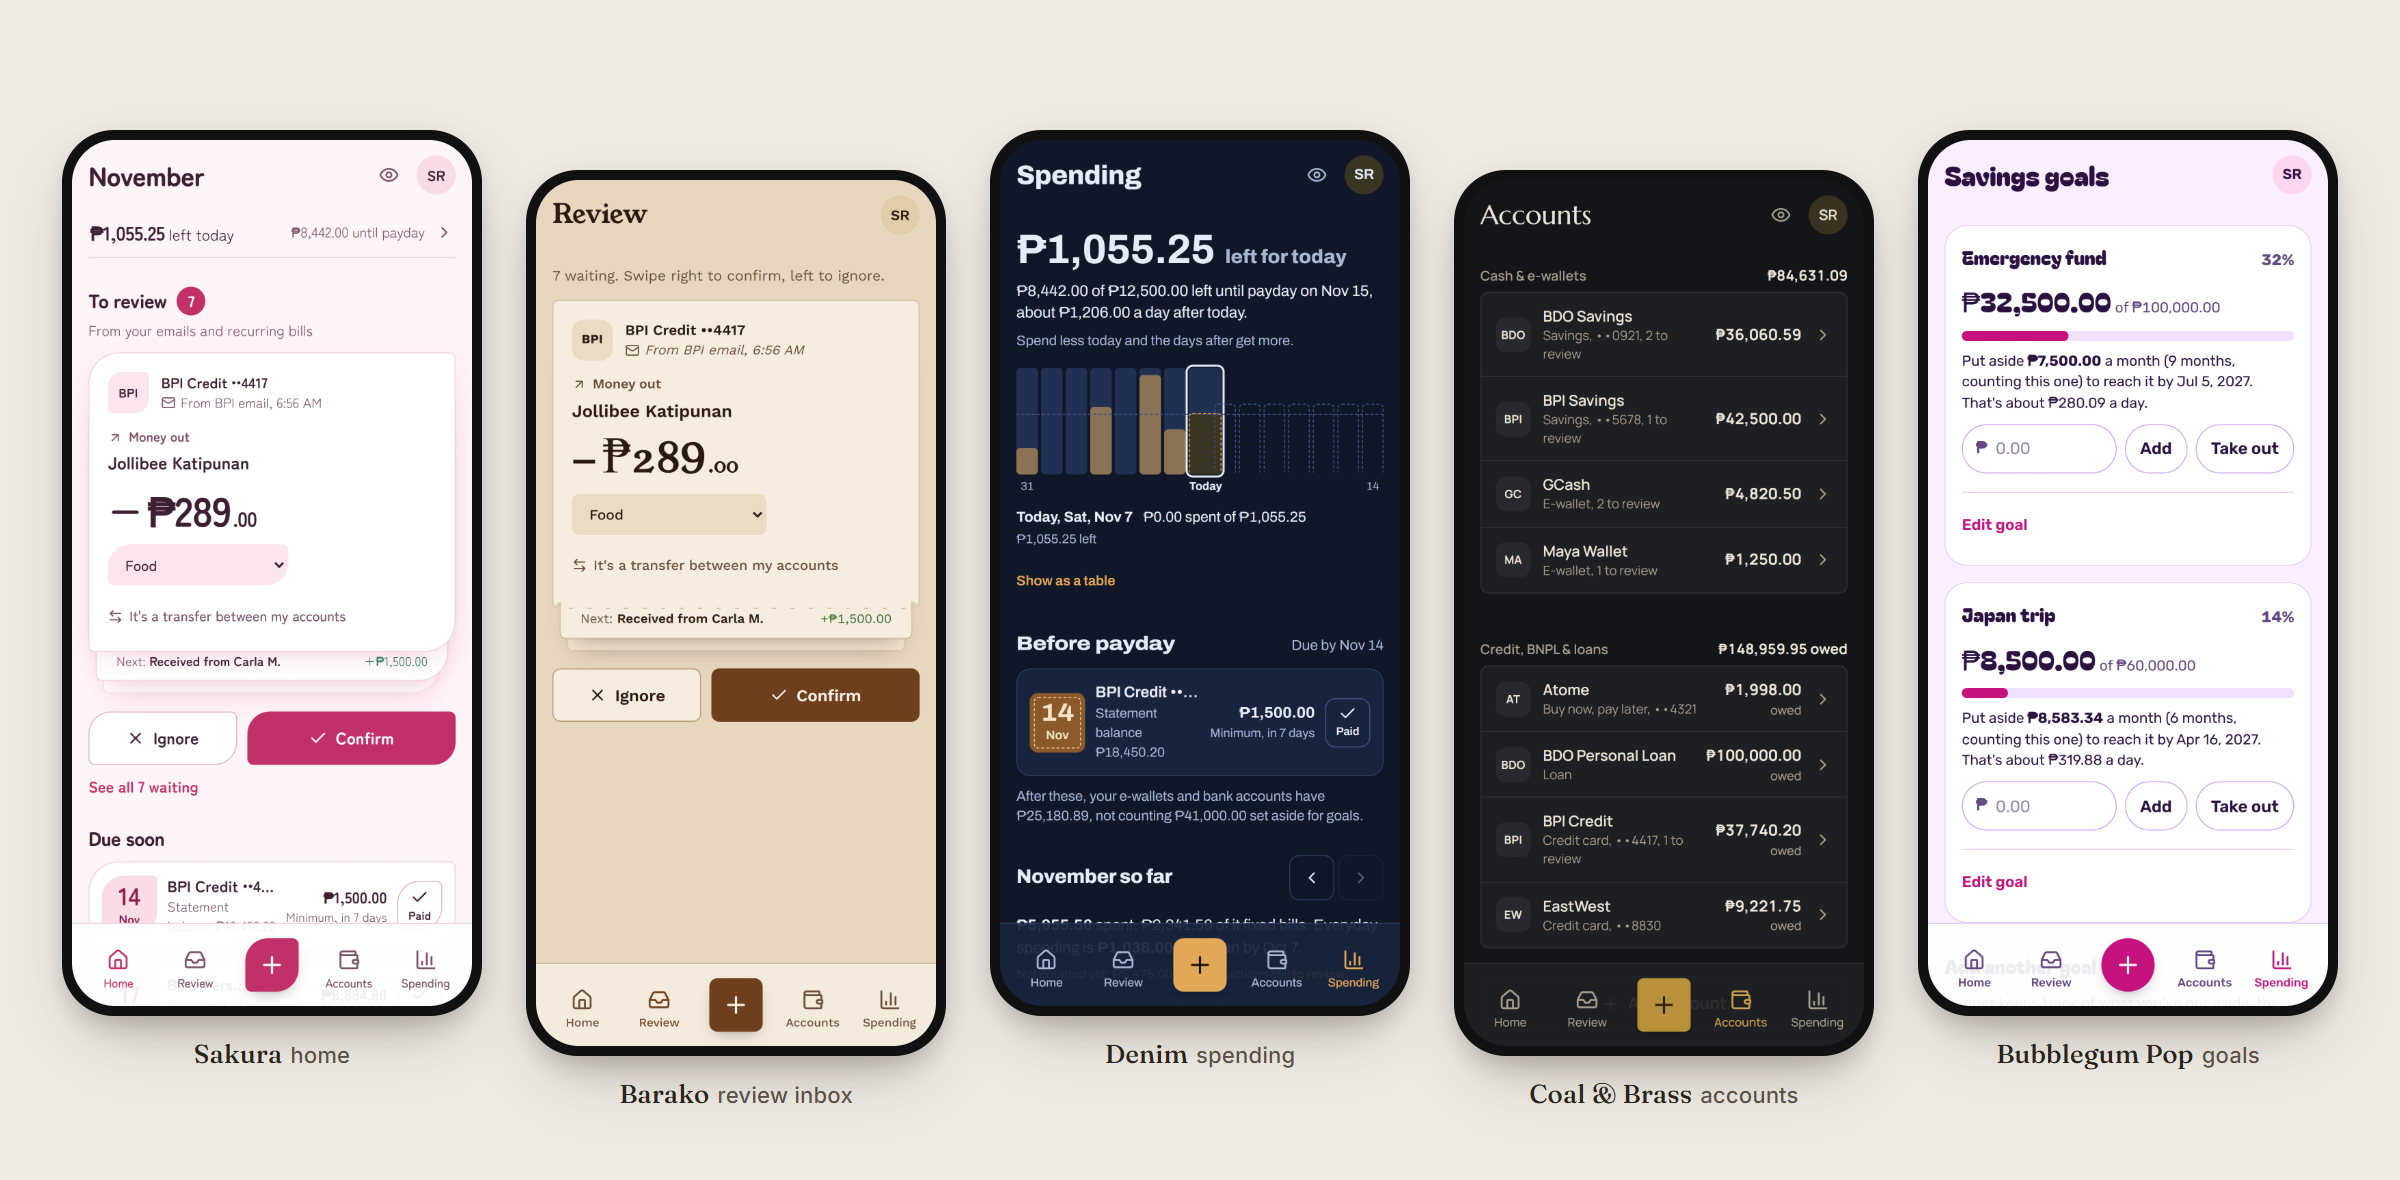 November
SR
₱1,055.25 left today
₱8,442.00 until payday
To review 7
From your emails and recurring bills
BPI
BPI Credit ••4417
From BPI email, 6:56 AM
Money out
Jollibee Katipunan
−₱289.00
Food
It's a transfer between my accounts
Next: Received from Carla M.
+₱1,500.00
Ignore
Confirm
See all 7 waiting
Due soon
14
Nov
BPI Credit ••4...
Statement
₱1,500.00
Minimum, in 7 days
Paid
Home
Review
Accounts
Spending
Sakura home
Review
SR
7 waiting. Swipe right to confirm, left to ignore.
BPI
BPI Credit ••4417
From BPI email, 6:56 AM
Money out
Jollibee Katipunan
−₱289.00
Food
It's a transfer between my accounts
Next: Received from Carla M.
+₱1,500.00
Ignore
Confirm
Home
Review
Accounts
Spending
Barako review inbox
Spending
SR
₱1,055.25 left for today
₱8,442.00 of ₱12,500.00 left until payday on Nov 15,
about ₱1,206.00 a day after today.
Spend less today and the days after get more.
31
Today
14
Today, Sat, Nov 7 ₱0.00 spent of ₱1,055.25
₱1,055.25 left
Show as a table
Before payday
Due by Nov 14
14
Nov
BPI Credit ••...
Statement
balance
₱18,450.20
₱1,500.00
Minimum, in 7 days
Paid
After these, your e-wallets and bank accounts have
₱25,180.89, not counting ₱41,000.00 set aside for goals.
November so far
Home
Review
Accounts
Spending
Denim spending
Accounts
SR
Cash & e-wallets
₱84,631.09
BDO
BDO Savings
Savings, ••0921, 2 to
review
₱36,060.59
BPI
BPI Savings
Savings, ••5678, 1 to
review
₱42,500.00
GC
GCash
E-wallet, 2 to review
₱4,820.50
MA
Maya Wallet
E-wallet, 1 to review
₱1,250.00
Credit, BNPL & loans
₱148,959.95 owed
AT
Atome
Buy now, pay later, ••4321
₱1,998.00
owed
BDO
BDO Personal Loan
Loan
₱100,000.00
owed
BPI
BPI Credit
Credit card, ••4417, 1 to
review
₱37,740.20
owed
EW
EastWest
Credit card, ••8830
₱9,221.75
owed
Home
Review
Accounts
Spending
Coal & Brass accounts
Savings goals
SR
Emergency fund
32%
₱32,500.00 of ₱100,000.00
Put aside ₱7,500.00 a month (9 months,
counting this one) to reach it by Jul 5, 2027.
That's about ₱280.09 a day.
₱ 0.00
Add
Take out
Edit goal
Japan trip
14%
₱8,500.00 of ₱60,000.00
Put aside ₱8,583.34 a month (6 months,
counting this one) to reach it by Apr 16, 2027.
That's about ₱319.88 a day.
₱ 0.00
Add
Take out
Edit goal
Add another goal
Home
Review
Accounts
Spending
Bubblegum Pop goals